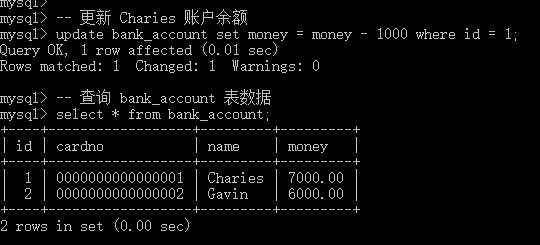 mysql> -- 更新 Charies 账户余额
mysql> update bank_account set money = money - 1000 where id = 1;
Query OK, 1 row affected (0.01 sec)
Rows matched: 1  Changed: 1  Warnings: 0
mysql> -- 查询 bank_account 表数据
mysql> select * from bank_account;
+----+------------------+---------+---------+
| id | cardno           | name    | money   |
+----+------------------+---------+---------+
|  1 | 0000000000000001 | Charies | 7000.00 |
|  2 | 0000000000000002 | Gavin   | 6000.00 |
+----+------------------+---------+---------+
2 rows in set (0.00 sec)